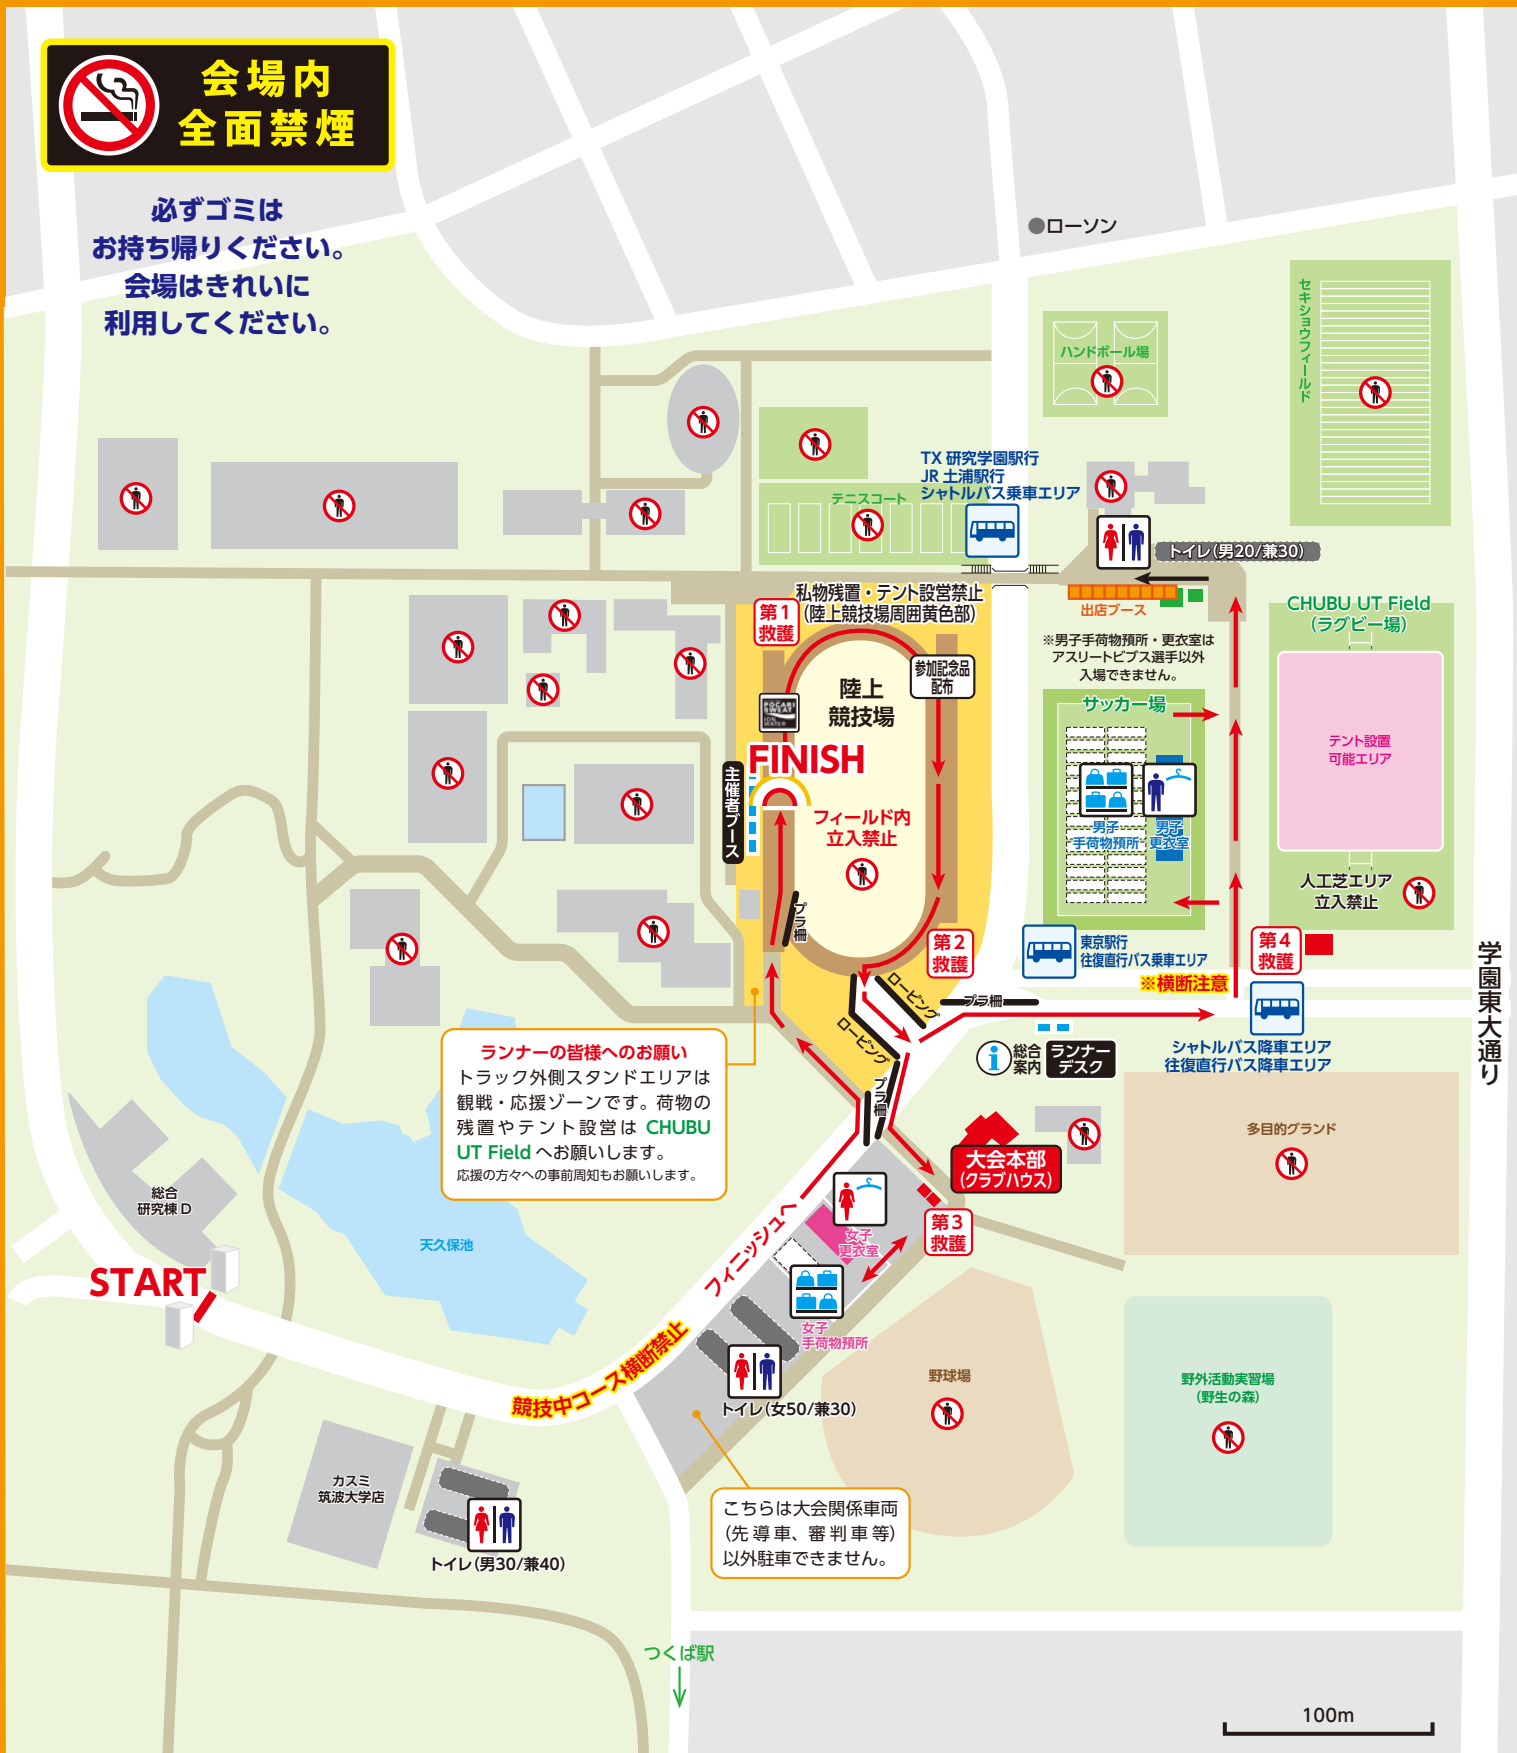 会場内
全面禁煙
必ずゴミは
お持ち帰りください。
会場はきれいに
利用してください。
ローソン
セキショウフィールド
ハンドボール場
TX 研究学園駅行
JR 土浦駅行
シャトルバス乗車エリア
テニスコート
トイレ(男20/兼30)
出店ブース
私物残置・テント設営禁止
(陸上競技場周囲黄色部)
第1
救護
CHUBU UT Field
(ラグビー場)
※男子手荷物預所・更衣室は
アスリートビブス選手以外
入場できません。
参加記念品
配布
陸上
競技場
POCARI
SWEAT
ION
WATER
サッカー場
FINISH
テント設置
可能エリア
主催者ブース
フィールド内
立入禁止
男子
手荷物預所
男子
更衣室
人工芝エリア
立入禁止
プラ柵
第2
救護
東京駅行
往復直行バス乗車エリア
第4
救護
※横断注意
学園東大通り
ローピング
プラ柵
ローピング
総合
案内
ランナー
デスク
シャトルバス降車エリア
往復直行バス降車エリア
ランナーの皆様へのお願い
トラック外側スタンドエリアは
観戦・応援ゾーンです。荷物の
残置やテント設営は CHUBU
UT Field へお願いします。
応援の方々への事前周知もお願いします。
プラ柵
多目的グランド
大会本部
(クラブハウス)
総合
研究棟 D
天久保池
フィニッシュへ
女子
更衣室
第3
救護
START
女子
手荷物預所
競技中コース横断禁止
トイレ(女50/兼30)
野球場
野外活動実習場
(野生の森)
カスミ
筑波大学店
トイレ(男30/兼40)
こちらは大会関係車両
(先導車、審判車等)
以外駐車できません。
つくば駅
100m